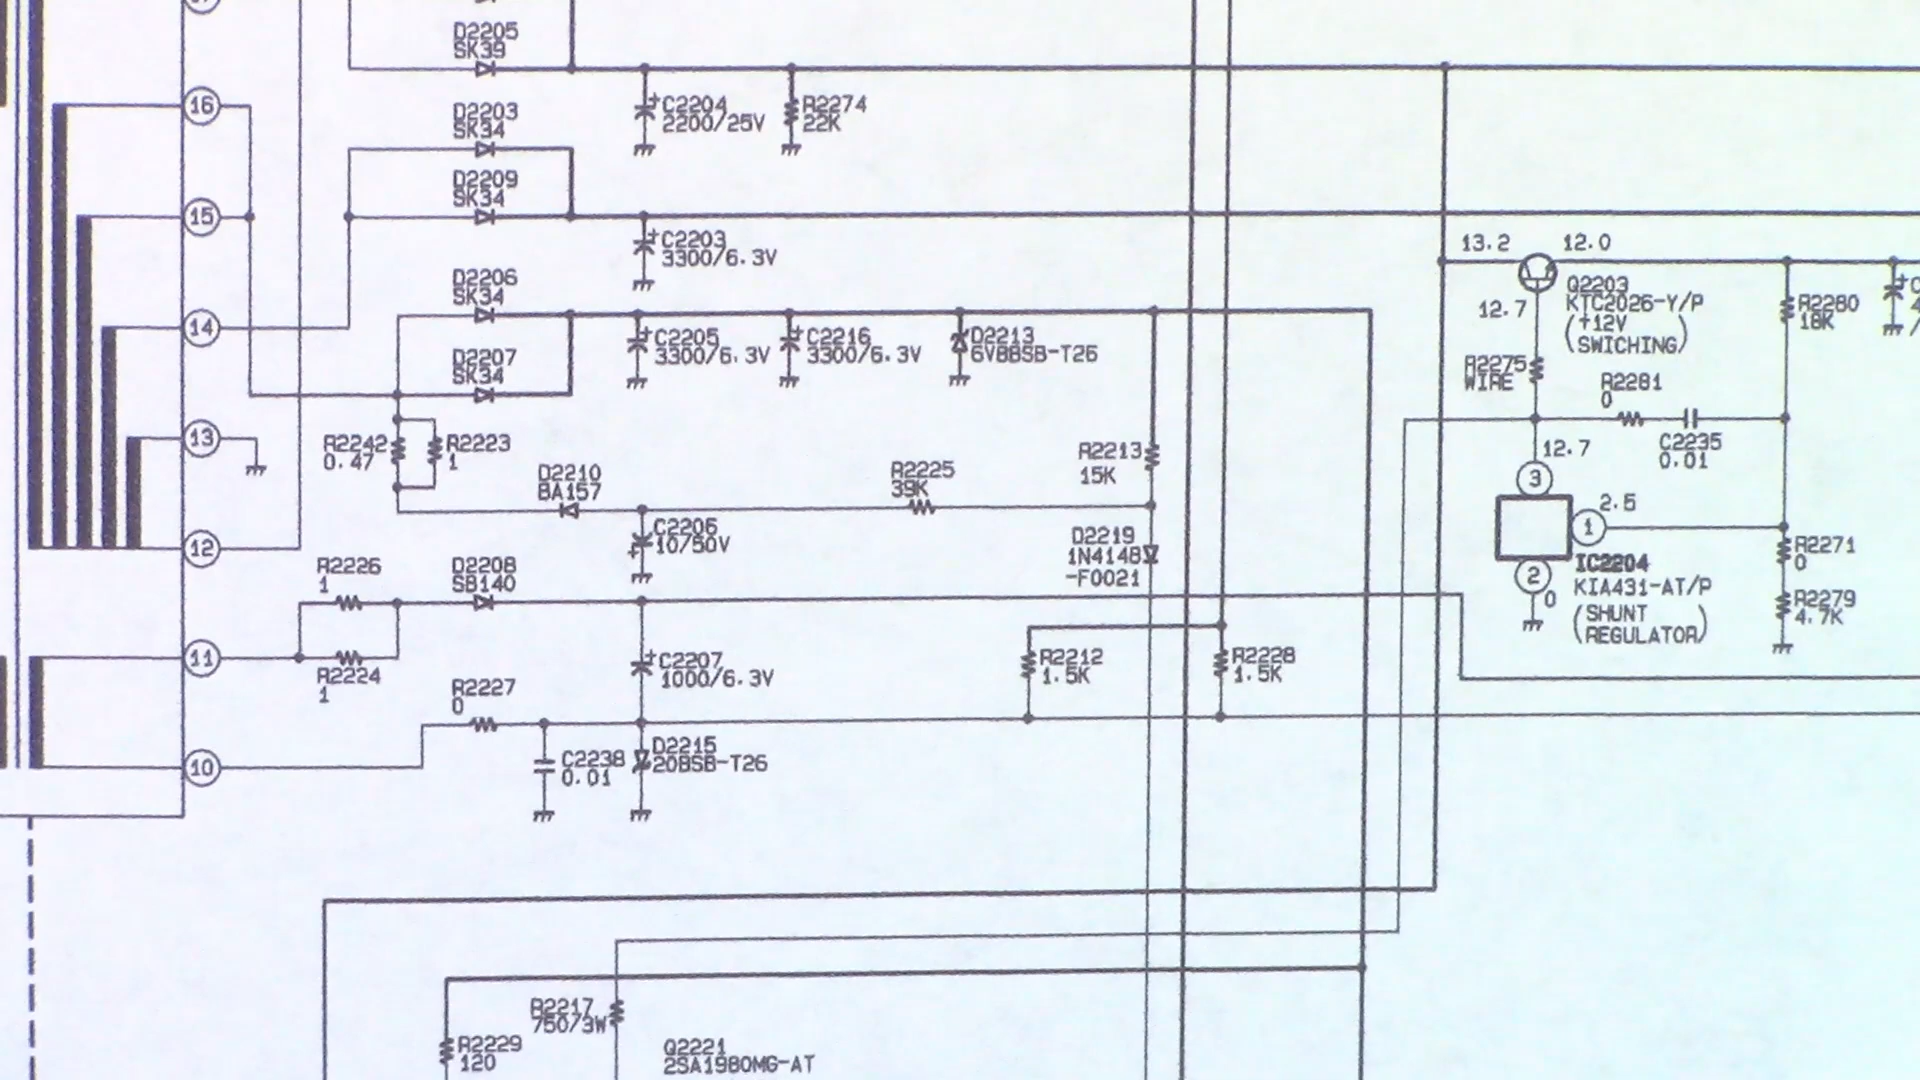 D2205
SK39
16
C2204
2200/25V
R2274
22K
D2203
SK34
D2209
SK34
15
C2203
3300/6.3V
13.2
12.0
Q2203
KTC2026-Y/P
(+12V
SWICHING)
12.7
D2206
SK34
14
R2280
18K
C2205
3300/6.3V
C2216
3300/6.3V
D2213
6V8BSB-T26
D2207
SK34
R2275
WIRE
R2281
0
C2235
0.01
12.7
13
R2242
0.47
R2223
1
R2213
15K
D2210
BA157
R2225
39K
3
2.5
1
C2206
10/50V
D2219
1N4148
-F0021
12
R2271
0
IC2204
KIA431-AT/P
(SHUNT
REGULATOR)
2
0
R2226
1
D2208
SB140
R2279
4.7K
11
R2224
1
C2207
1000/6.3V
R2212
1.5K
R2228
1.5K
R2227
0
10
C2238
0.01
D2215
20BSB-T26
R2217
750/3W
R2229
120
Q2221
2SA1980MG-AT